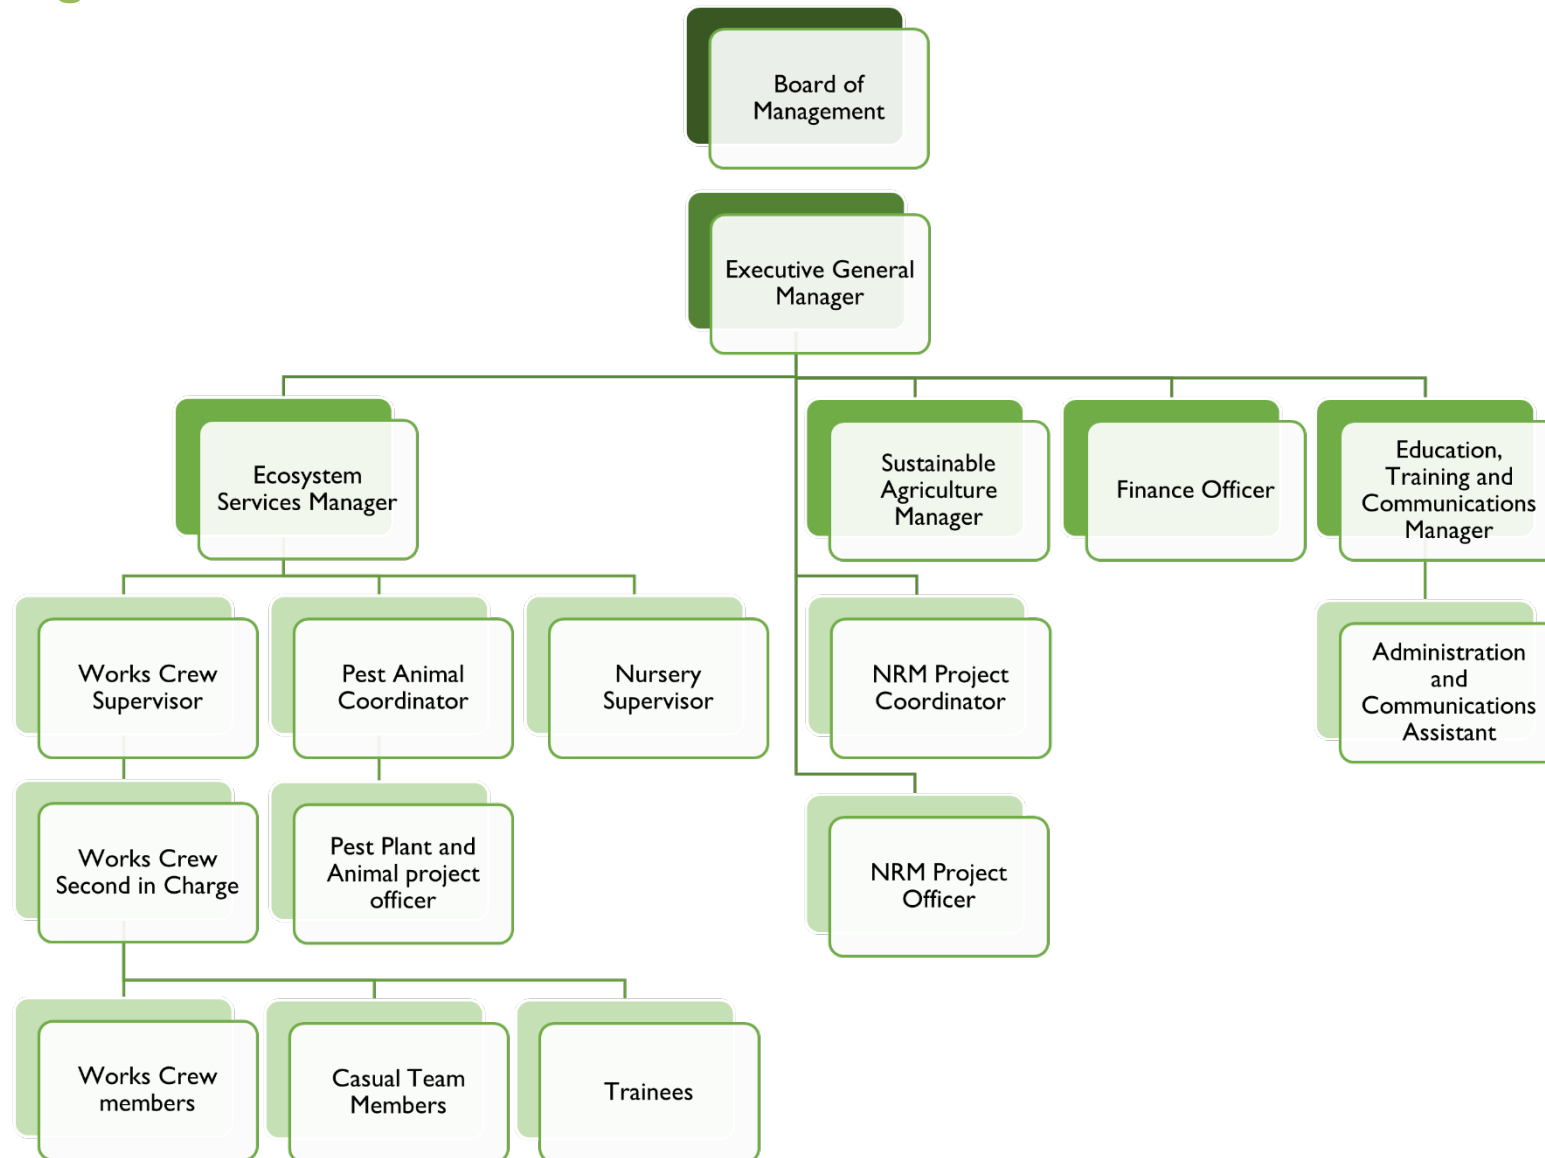 Board of
Management
Executive General
Manager
Ecosystem
Services Manager
Sustainable
Agriculture
Manager
Finance Officer
Education,
Training and
Communications
Manager
Works Crew
Supervisor
Pest Animal
Coordinator
Nursery
Supervisor
NRM Project
Coordinator
Administration
and
Communications
Assistant
Works Crew
Second in Charge
Pest Plant and
Animal project
officer
NRM Project
Officer
Works Crew
members
Casual Team
Members
Trainees